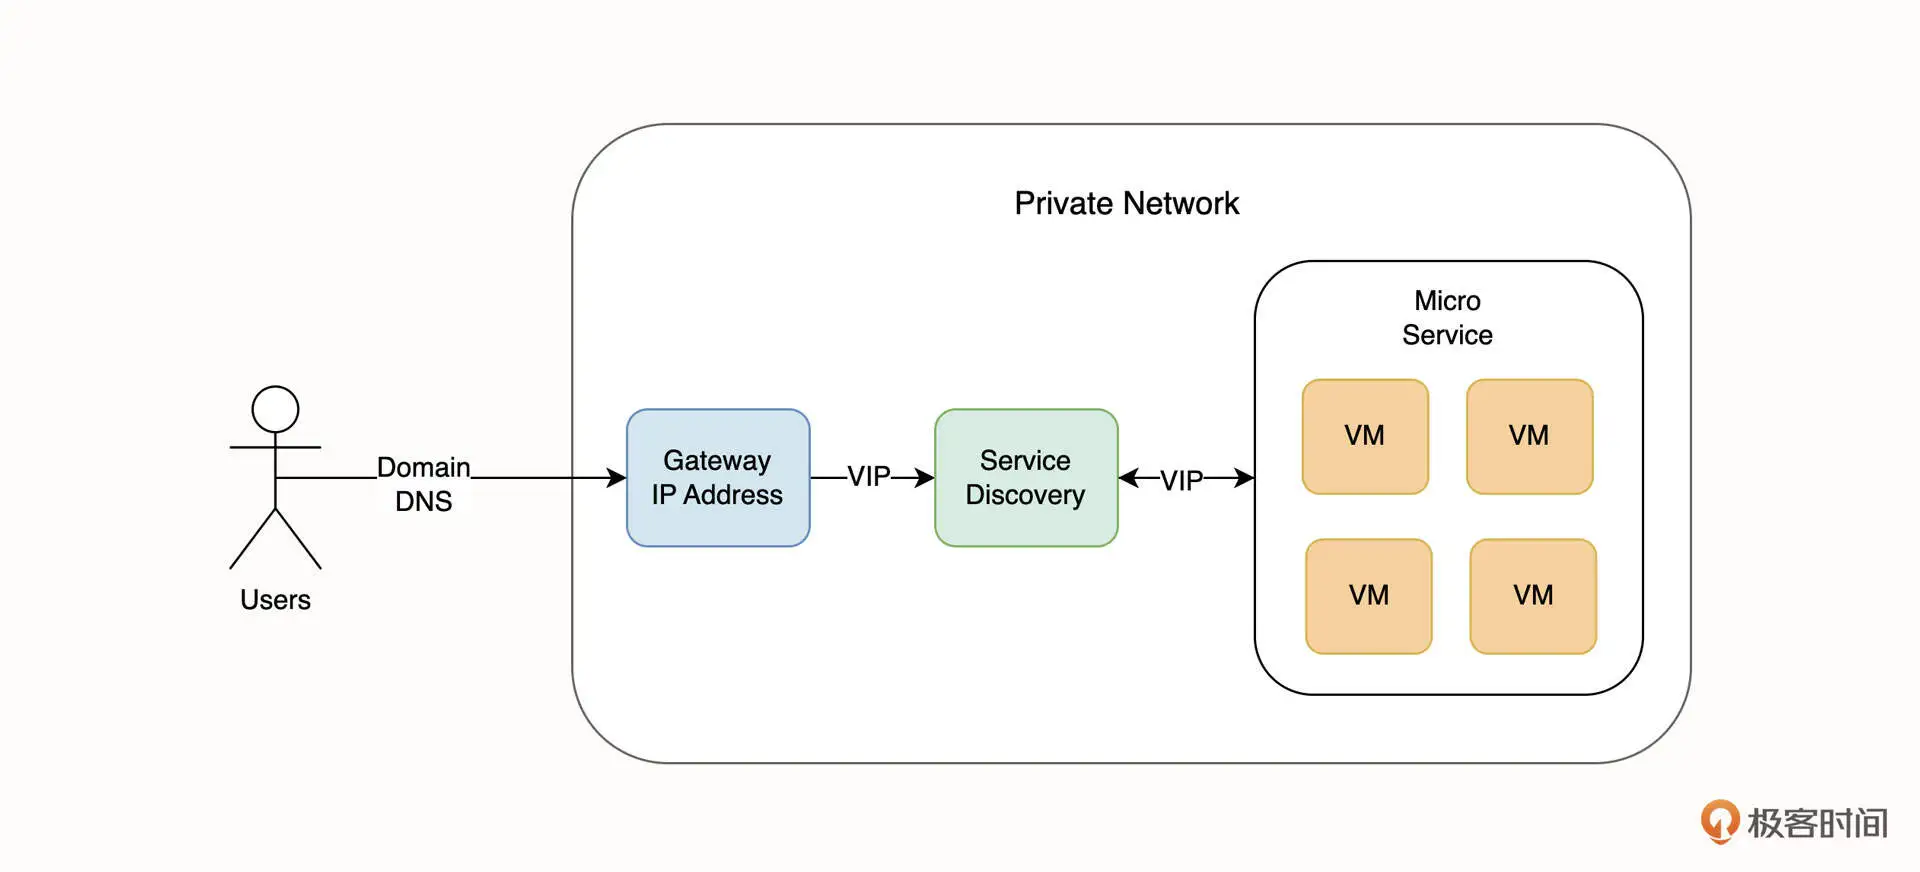 Private Network
Micro
Service
VM
VM
Domain
DNS
Gateway
IP Address
VIP
Service
Discovery
VIP
VM
VM
Users
极客时间